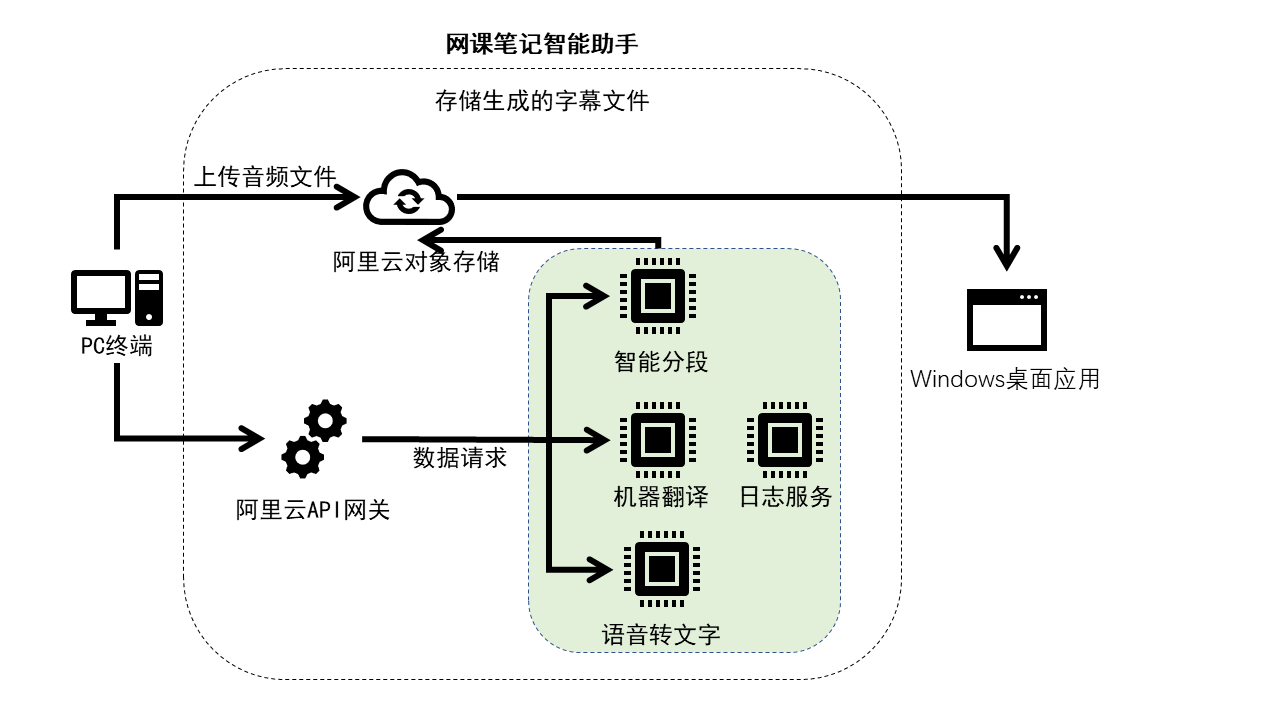 网课笔记智能助手
存储生成的字幕文件
上传音频文件
阿里云对象存储
PC终端
智能分段
Windows桌面应用
数据请求
机器翻译
日志服务
阿里云API网关
语音转文字